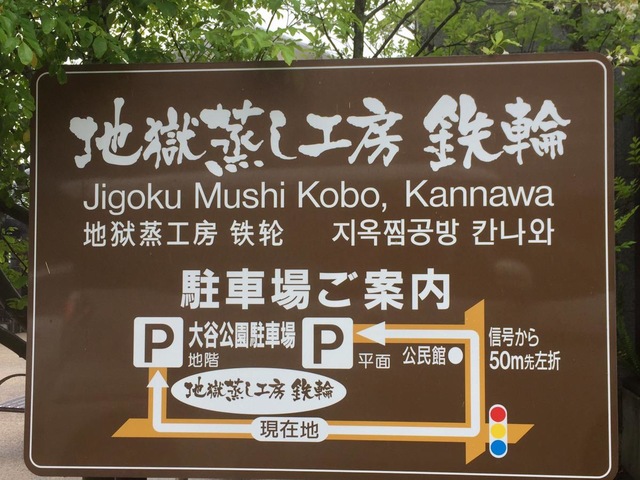 地獄蒸し工房 鉄輪
Jigoku Mushi Kobo, Kannawa
地狱蒸工房 铁轮 지옥찜공방 칸나와
駐車場ご案内
P 大谷公園駐車場 P
地階 平面 公民館
信号から
50m先左折
地獄蒸し工房 鉄輪
現在地